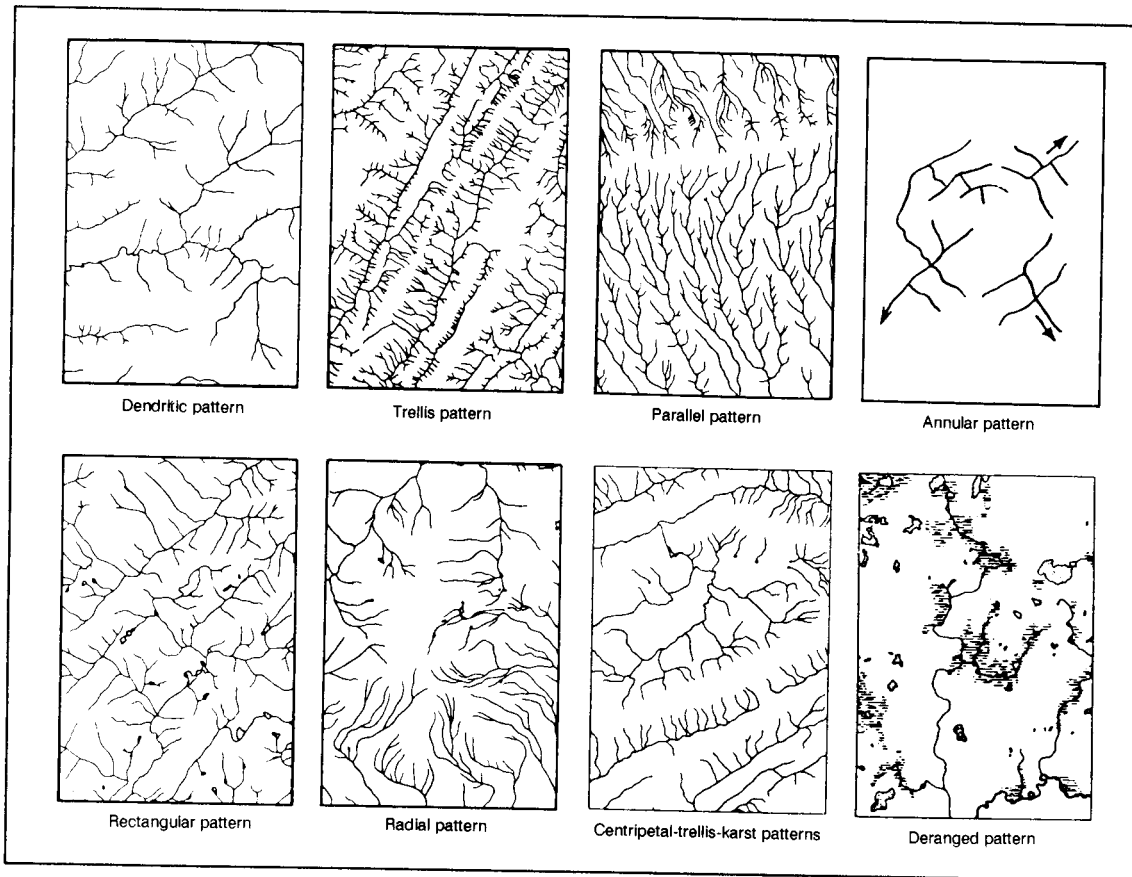 Dendritic pattern
Trellis pattern
Parallel pattern
Annular pattern
Rectangular pattern
Radial pattern
Centripetal-trellis-karst patterns
Deranged pattern